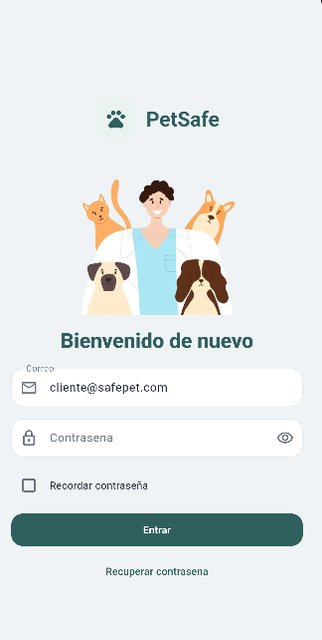 PetSafe
Bienvenido de nuevo
Correo
cliente@safepet.com
Contrasena
Recordar contraseña
Entrar
Recuperar contrasena